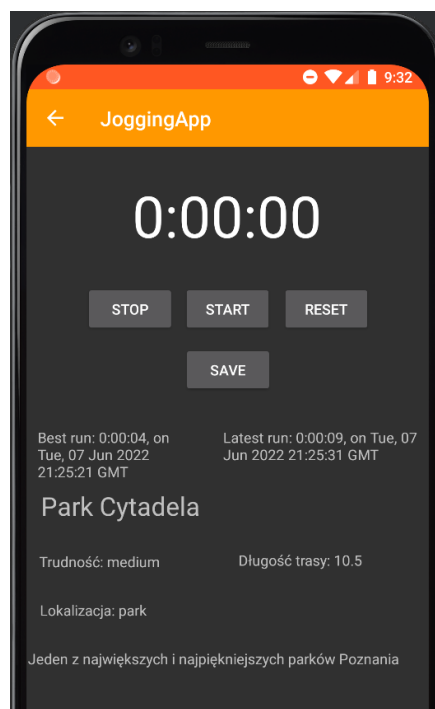 9:32
JoggingApp
0:00:00
STOP START RESET
SAVE
Best run: 0:00:04, on
Tue, 07 Jun 2022
21:25:21 GMT
Latest run: 0:00:09, on Tue, 07
Jun 2022 21:25:31 GMT
Park Cytadela
Trudność: medium
Długość trasy: 10.5
Lokalizacja: park
Jeden z największych i najpiękniejszych parków Poznania